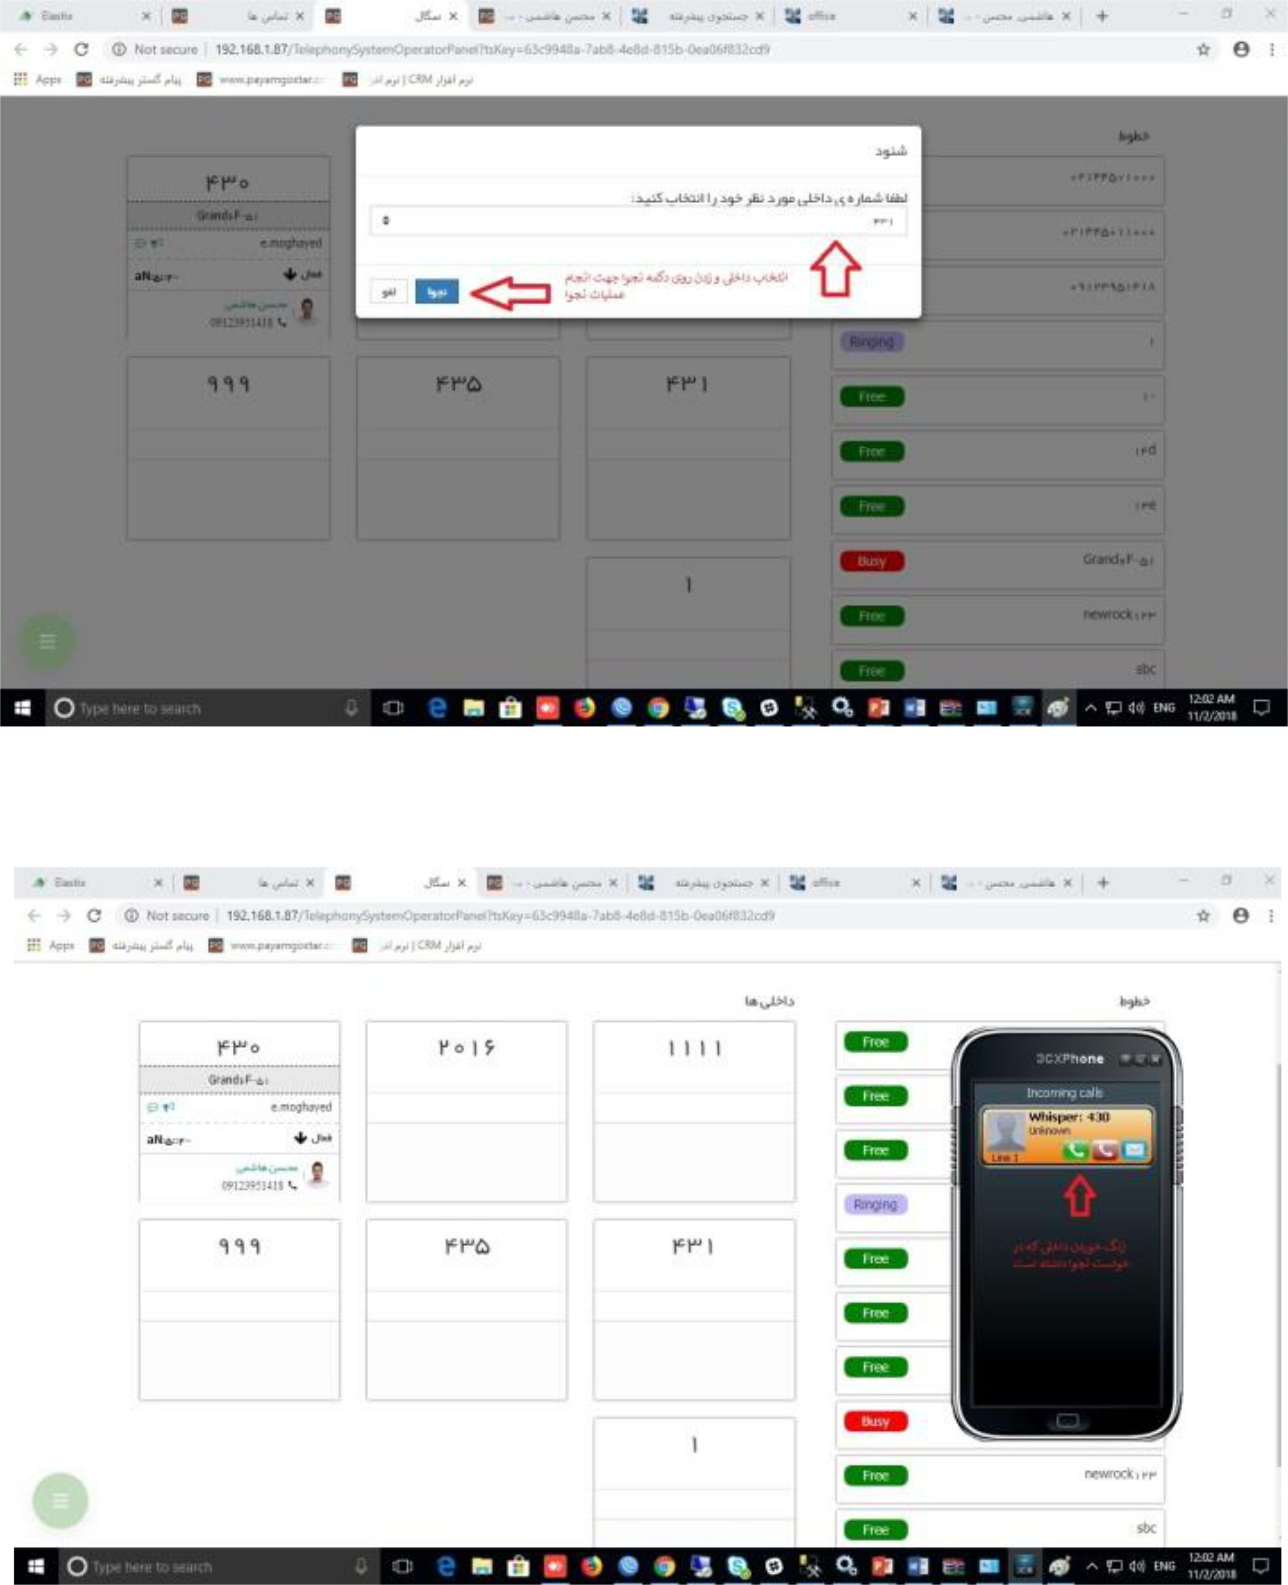 Elastix
تماس ها
سگال
محسن هاشمی - ...
جستجوی پیشرفته
office
هاشمی, محسن - ...
Not secure | 192.168.1.87/TelephonySystemOperatorPanel?tsKey=63c9948a-7ab8-4e8d-815b-0ea06f832cd9
Apps
پیام گستر پیشرفته
www.payamgostar.c
نرم افزار CRM | نرم افز
خطوط
شنود
لطفا شماره ی داخلی مورد نظر خود را انتخاب کنید:
۴۳۱
انتخاب داخلی و زدن روی دکمه نجوا جهت انجام
عملیات نجوا
نجوا
لغو
۴۳۰
e.moghayed
فعال
محسن هاشمی
09123951418
Ringing
۱
۹۹۹
۴۳۵
۴۳۱
Free
۱۰
Free
۱۲d
Free
۱۲e
Busy
Free
newrock۱۲۳
Free
sbc
۱
Type here to search
ENG
12:02 AM
11/2/2018
Elastix
تماس ها
سگال
محسن هاشمی - ...
جستجوی پیشرفته
office
هاشمی, محسن - ...
Not secure | 192.168.1.87/TelephonySystemOperatorPanel?tsKey=63c9948a-7ab8-4e8d-815b-0ea06f832cd9
Apps
پیام گستر پیشرفته
www.payamgostar.c
نرم افزار CRM | نرم افز
خطوط
داخلی ها
۴۳۰
۲۰۱۶
۱۱۱۱
e.moghayed
فعال
محسن هاشمی
09123951418
۹۹۹
۴۳۵
۴۳۱
۱
Free
Free
Free
Ringing
Free
Free
Free
Busy
Free
newrock۱۲۳
Free
sbc
3CXPhone
Incoming calls
Whisper: 430
Unknown
Line 1
زنگ خوردن داخلی که در
خواست نجوا داشته است
Type here to search
ENG
12:02 AM
11/2/2018